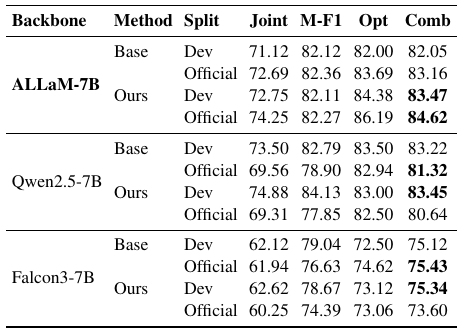 Backbone Method Split Joint M-F1 Opt Comb
Base Dev 71.12 82.12 82.00 82.05
Official 72.69 82.36 83.69 83.16
ALLaM-7B
Ours Dev 72.75 82.11 84.38 83.47
Official 74.25 82.27 86.19 84.62
Base Dev 73.50 82.79 83.50 83.22
Official 69.56 78.90 82.94 81.32
Qwen2.5-7B
Ours Dev 74.88 84.13 83.00 83.45
Official 69.31 77.85 82.50 80.64
Base Dev 62.12 79.04 72.50 75.12
Official 61.94 76.63 74.62 75.43
Falcon3-7B
Ours Dev 62.62 78.67 73.12 75.34
Official 60.25 74.39 73.06 73.60